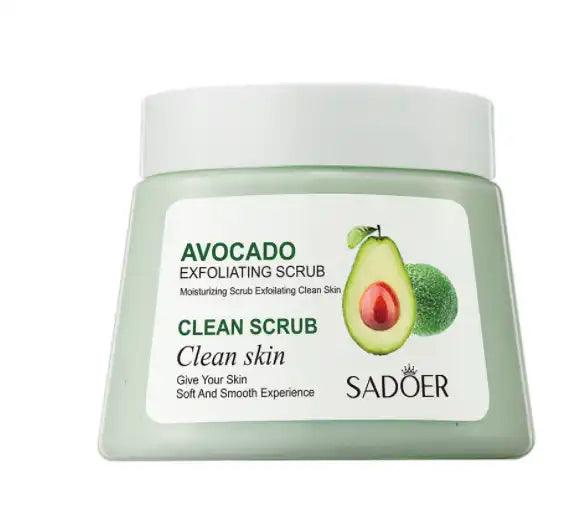 AVOCADO
EXFOLIATING SCRUB
Moisturizing Scrub Exfoliating Clean Skin
CLEAN SCRUB
Clean skin
Give Your Skin
Soft And Smooth Experience
SADOER